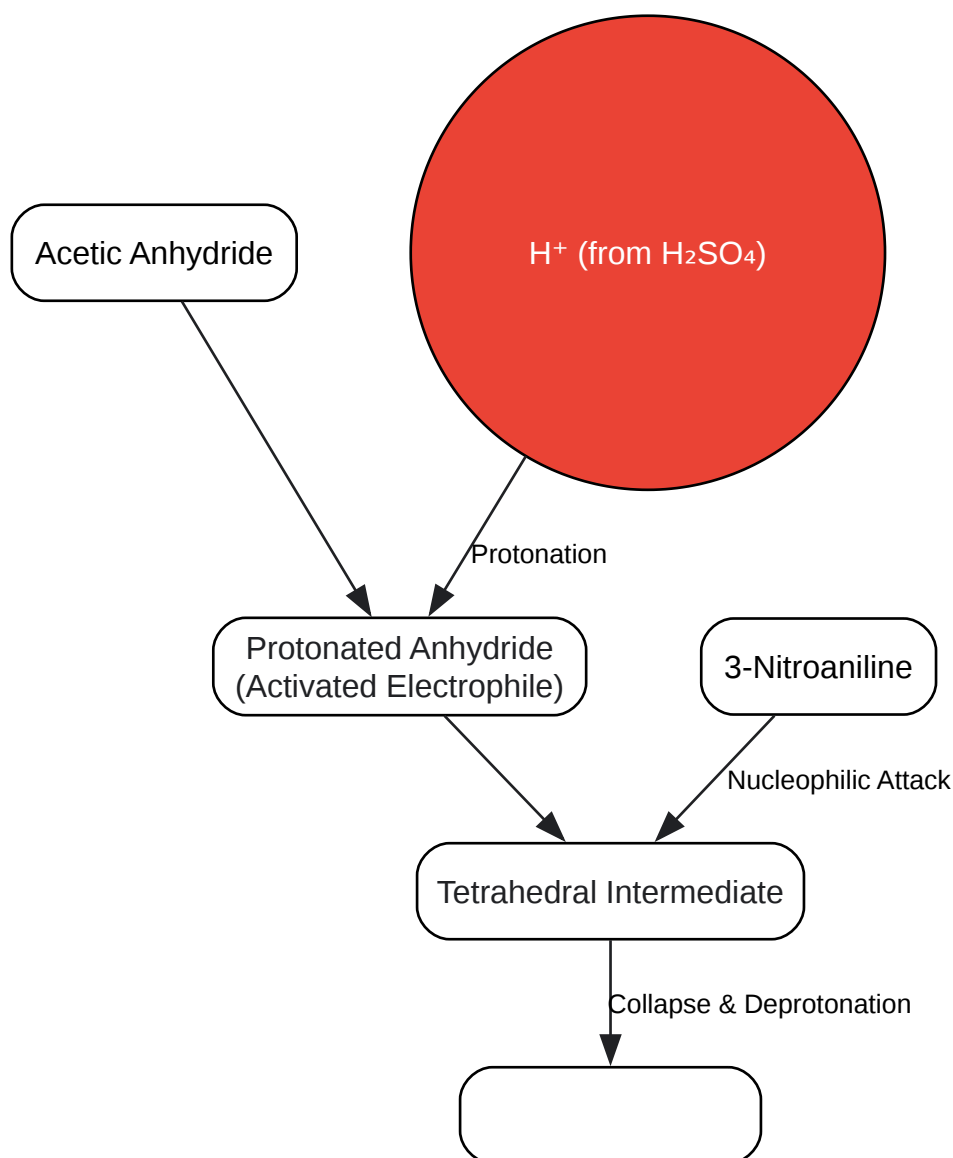 Acetic Anhydride
H⁺ (from H₂SO₄)
Protonation
Protonated Anhydride
(Activated Electrophile)
3-Nitroaniline
Nucleophilic Attack
Tetrahedral Intermediate
Collapse & Deprotonation